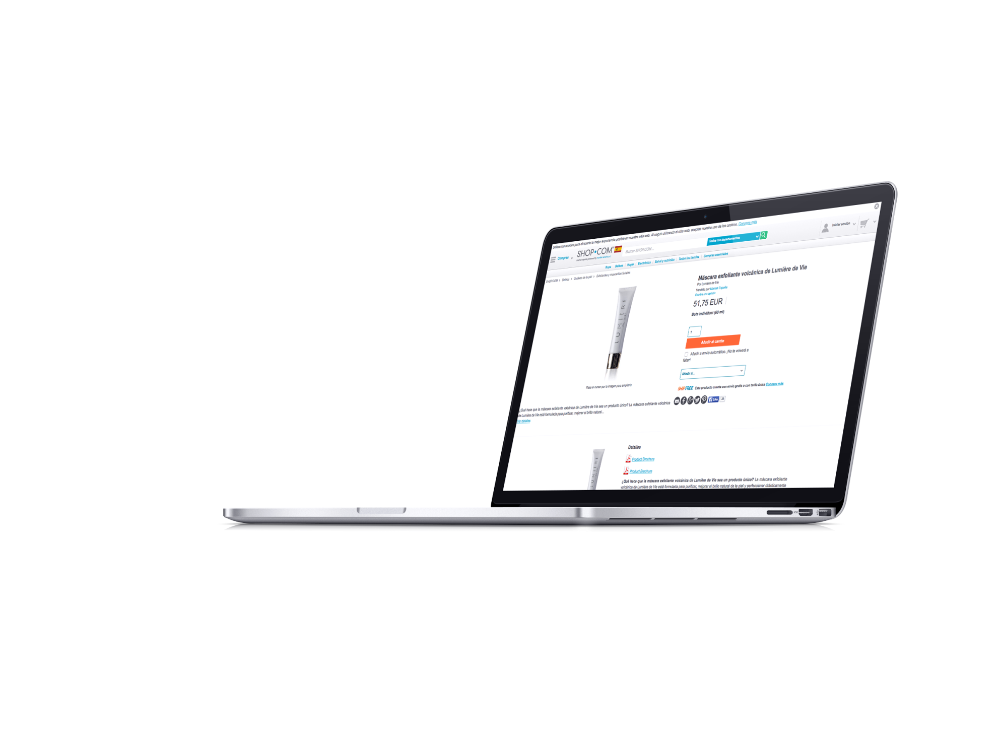 Utilizamos cookies para ofrecerte la mejor experiencia posible en nuestro sitio web. Al seguir utilizando el sitio web, aceptas nuestro uso de las cookies. Conozca más
Compras
SHOP•COM
Buscar SHOP.COM...
Todos los departamentos
Iniciar sesión
Ropa | Belleza | Hogar | Electrónica | Salud y nutrición | Todas las tiendas | Compras esenciales
SHOP.COM > Belleza > Cuidado de la piel > Exfoliantes y mascarillas faciales
LUMIERE
DE VIE
Pasa el cursor por la imagen para ampliarla
Máscara exfoliante volcánica de Lumière de Vie
Por Lumière de Vie
Vendido por Market España
Escribe una opinión
51,75 EUR
Bote individual (60 ml)
1
Añadir al carrito
Añadir a envío automático. ¡No te volverá a
faltar!
Añadir a...
SHIPFREE Este producto cuenta con envío gratis o con tarifa única Conozca más
Like 36
¿Qué hace que la máscara exfoliante volcánica de Lumière de Vie sea un producto único? La máscara exfoliante volcánica
de Lumière de Vie está formulada para purificar, mejorar el brillo natural...
Ver detalles
LUMIERE
Detalles
Product Brochure
Product Brochure
¿Qué hace que la máscara exfoliante volcánica de Lumière de Vie sea un producto único? La máscara exfoliante
volcánica de Lumière de Vie está formulada para purificar, mejorar el brillo natural de la piel y perfeccionar drásticamente